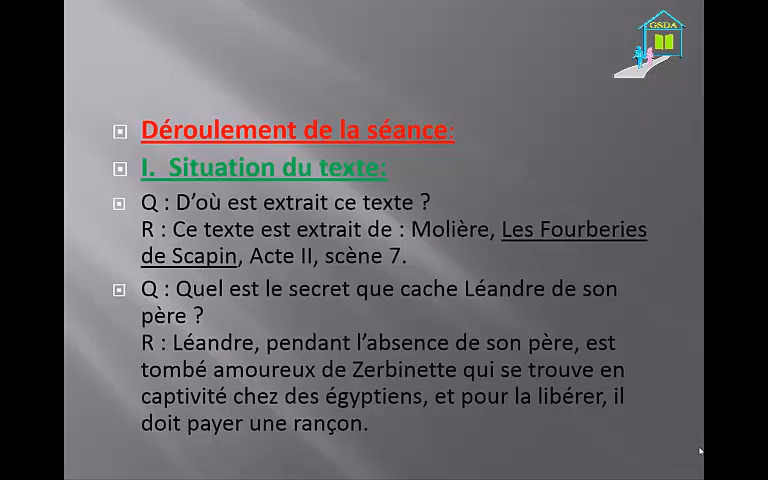 GSDA
Déroulement de la séance:
I. Situation du texte:
Q : D’où est extrait ce texte ?
R : Ce texte est extrait de : Molière, Les Fourberies
de Scapin, Acte II, scène 7.
Q : Quel est le secret que cache Léandre de son
père ?
R : Léandre, pendant l’absence de son père, est
tombé amoureux de Zerbinette qui se trouve en
captivité chez des égyptiens, et pour la libérer, il
doit payer une rançon.